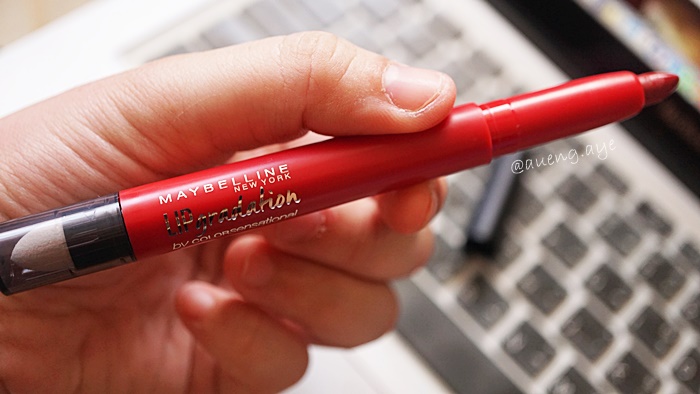 MAYBELLINE
NEW YORK
LIP gradation
by COLORsensational
@aueng.aye